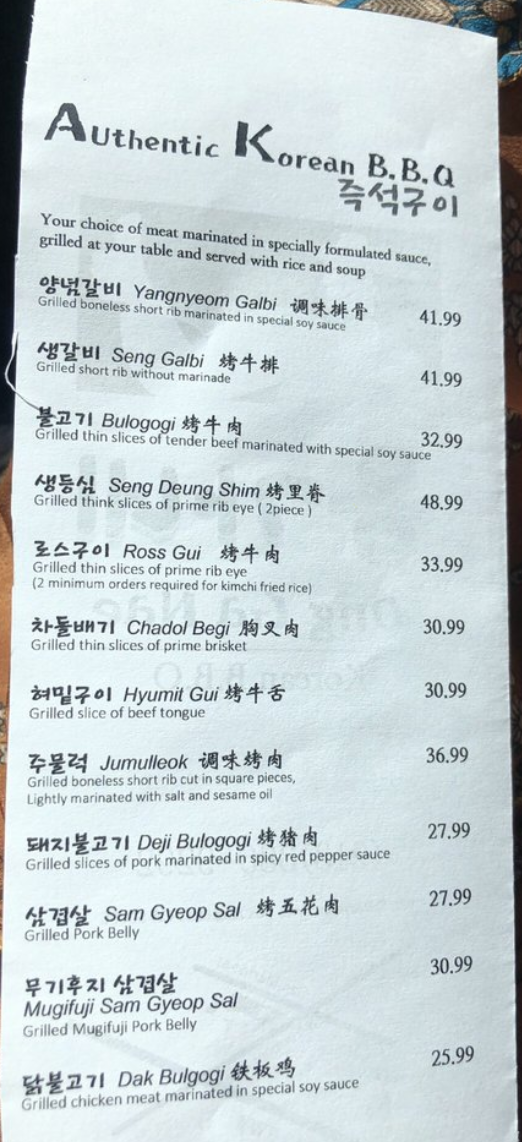 Authentic Korean B.B.Q
즉석구이
Your choice of meat marinated in specially formulated sauce,
grilled at your table and served with rice and soup
양념갈비 Yangnyeom Galbi 调味排骨 41.99
Grilled boneless short rib marinated in special soy sauce
생갈비 Seng Galbi 烤牛排 41.99
Grilled short rib without marinade
불고기 Bulogogi 烤牛肉 32.99
Grilled thin slices of tender beef marinated with special soy sauce
생등심 Seng Deung Shim 烤里脊 48.99
Grilled think slices of prime rib eye ( 2piece )
로스구이 Ross Gui 烤牛肉 33.99
Grilled thin slices of prime rib eye
(2 minimum orders required for kimchi fried rice)
차돌배기 Chadol Begi 胸叉肉 30.99
Grilled thin slices of prime brisket
혀밑구이 Hyumit Gui 烤牛舌 30.99
Grilled slice of beef tongue
주물럭 Jumulleok 调味烤肉 36.99
Grilled boneless short rib cut in square pieces,
Lightly marinated with salt and sesame oil
돼지불고기 Deji Bulogogi 烤猪肉 27.99
Grilled slices of pork marinated in spicy red pepper sauce
삼겹살 Sam Gyeop Sal 烤五花肉 27.99
Grilled Pork Belly
무기후지 삼겹살 30.99
Mugifuji Sam Gyeop Sal
Grilled Mugifuji Pork Belly
닭불고기 Dak Bulgogi 铁板鸡 25.99
Grilled chicken meat marinated in special soy sauce